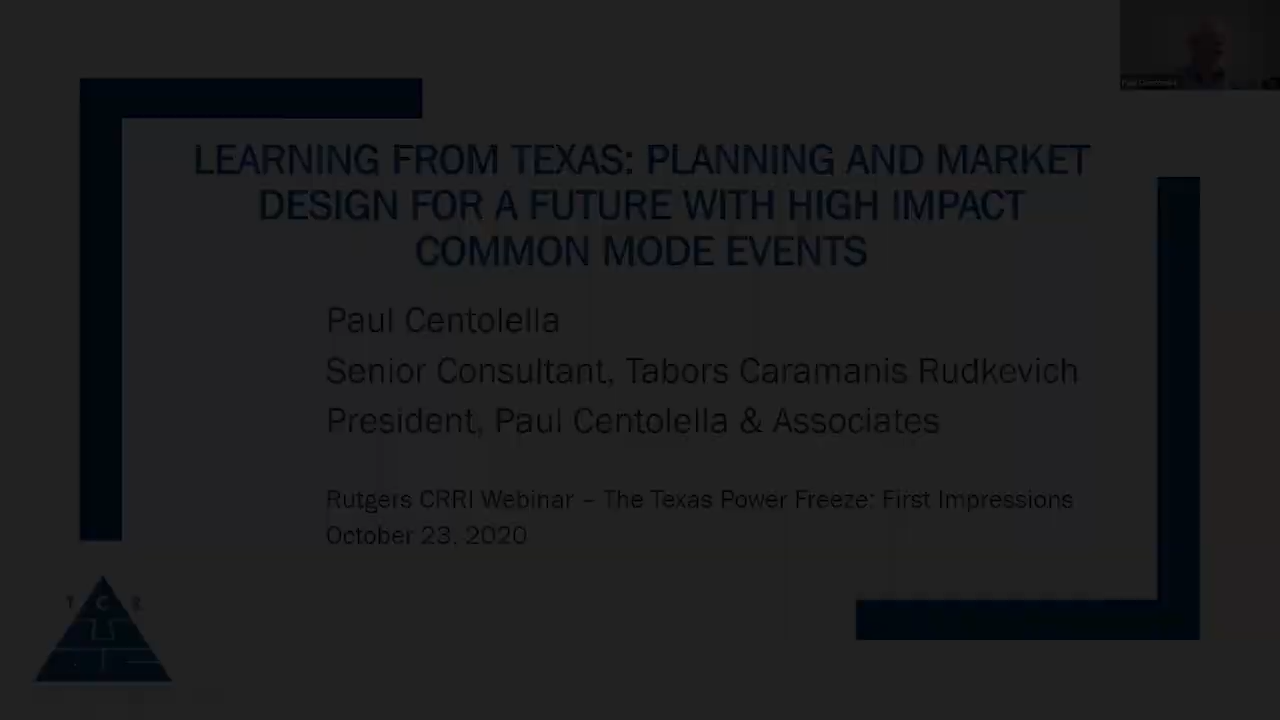 LEARNING FROM TEXAS: PLANNING AND MARKET
DESIGN FOR A FUTURE WITH HIGH IMPACT
COMMON MODE EVENTS
Paul Centolella
Senior Consultant, Tabors Caramanis Rudkevich
President, Paul Centolella & Associates
Rutgers CRRI Webinar – The Texas Power Freeze: First Impressions
October 23, 2020
T C R
Paul Centolella